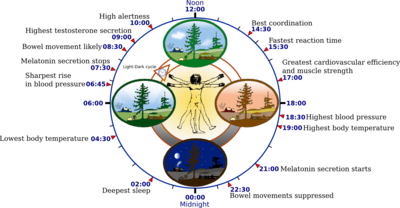 Noon
12:00
High alertness
10:00
Highest testosterone secretion
09:00
Bowel movement likely
08:30
Melatonin secretion stops
07:30
Sharpest rise
in blood pressure
06:45
06:00
Lowest body temperature
04:30
Deepest sleep
02:00
00:00
Midnight
Light-Dark cycle
Best coordination
14:30
Fastest reaction time
15:30
Greatest cardiovascular efficiency
and muscle strength
17:00
18:00
18:30
Highest blood pressure
19:00
Highest body temperature
21:00
Melatonin secretion starts
22:30
Bowel movements suppressed